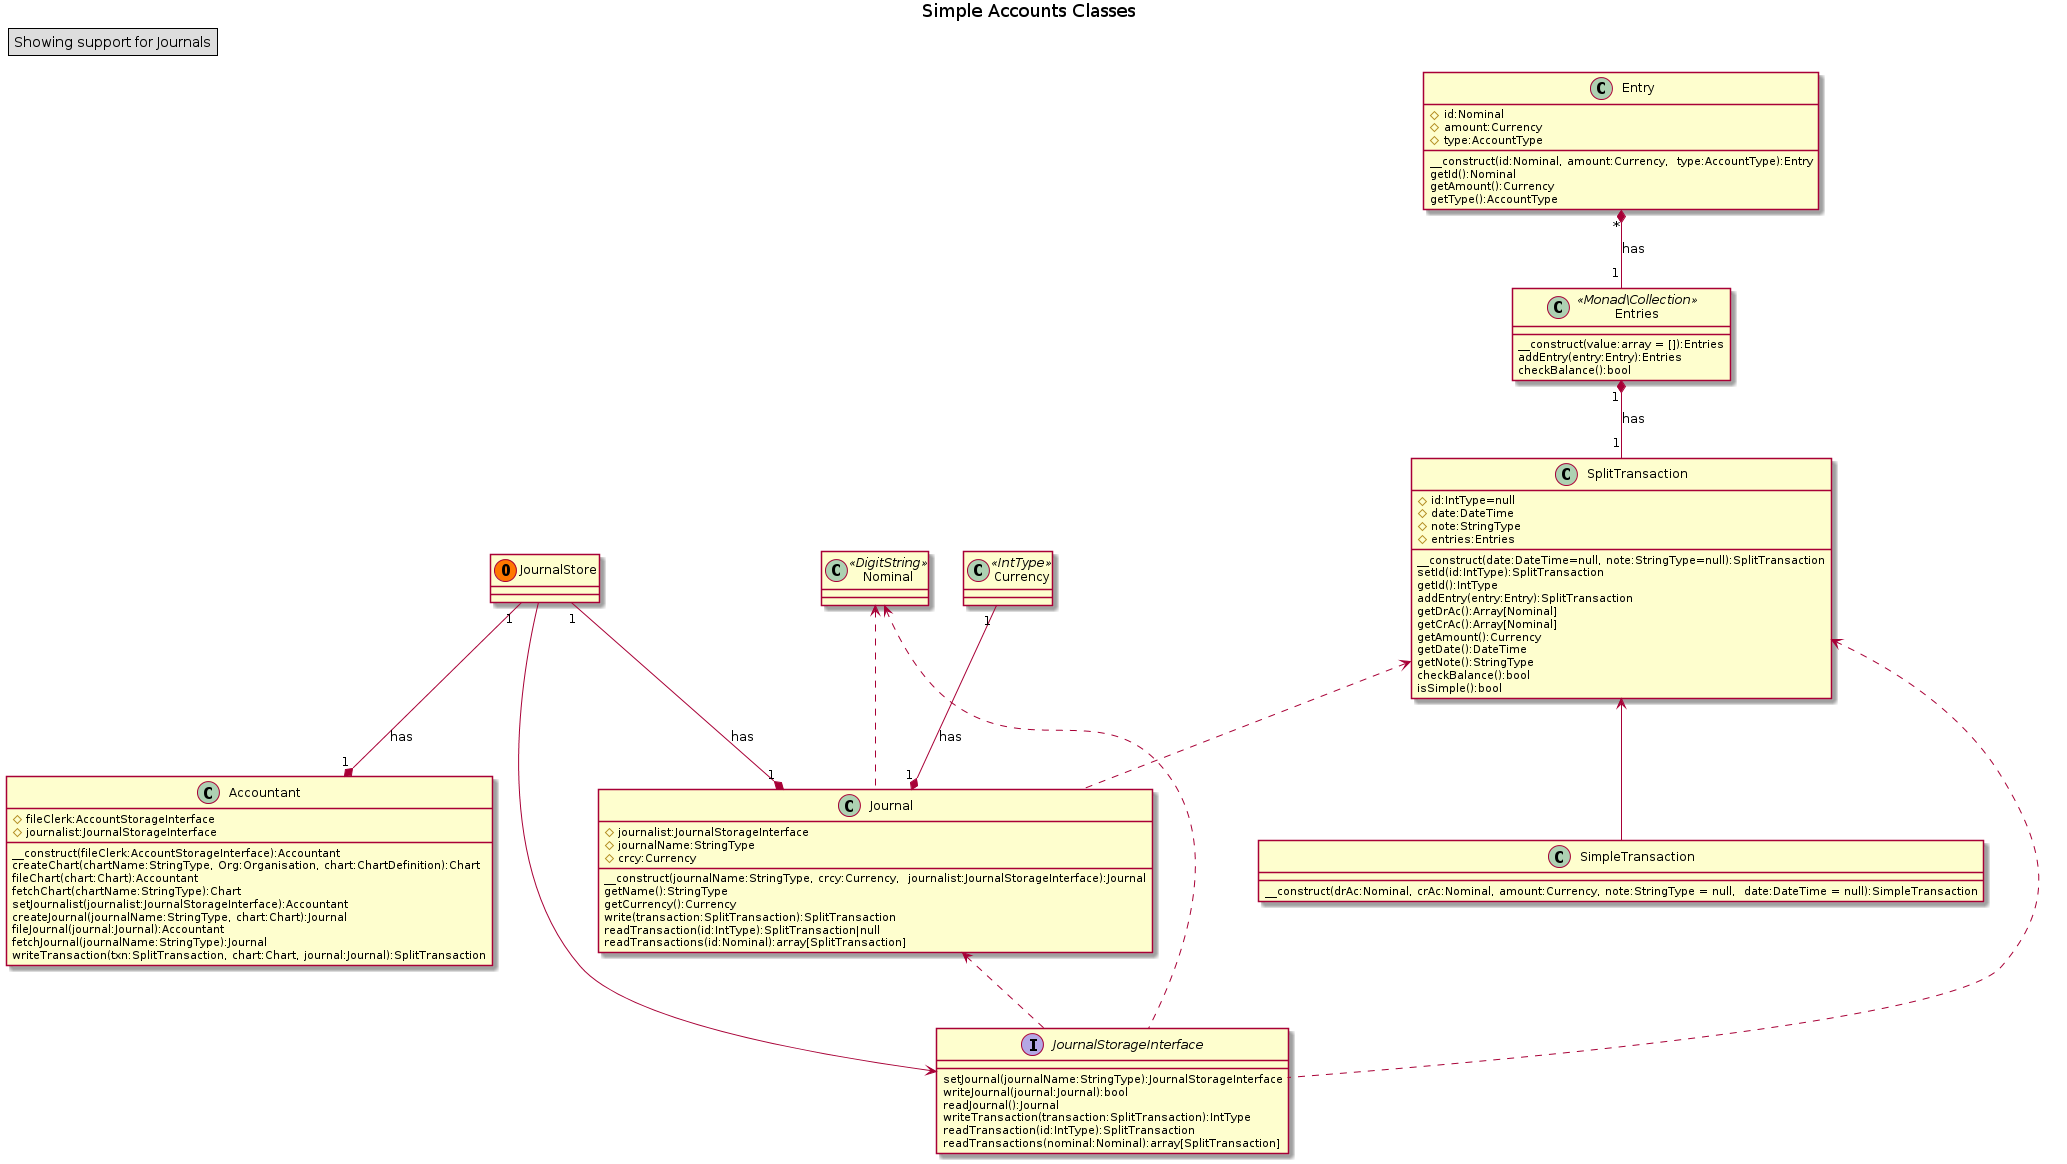 Simple Accounts Classes
Showing support for Journals
C Entry
id:Nominal
amount:Currency
type:AccountType
__construct(id:Nominal, amount:Currency, type:AccountType):Entry
getId():Nominal
getAmount():Currency
getType():AccountType
*
has
1
C «Monad\Collection»
Entries
__construct(value:array = []):Entries
addEntry(entry:Entry):Entries
checkBalance():bool
1
has
1
C SplitTransaction
id:IntType=null
date:DateTime
note:StringType
entries:Entries
__construct(date:DateTime=null, note:StringType=null):SplitTransaction
setId(id:IntType):SplitTransaction
getId():IntType
addEntry(entry:Entry):SplitTransaction
getDrAc():Array[Nominal]
getCrAc():Array[Nominal]
getAmount():Currency
getDate():DateTime
getNote():StringType
checkBalance():bool
isSimple():bool
O JournalStore
C «DigitString»
Nominal
C «IntType»
Currency
1
1
1
has
has
has
1
1
1
C Accountant
fileClerk:AccountStorageInterface
journalist:JournalStorageInterface
__construct(fileClerk:AccountStorageInterface):Accountant
createChart(chartName:StringType, Org:Organisation, chart:ChartDefinition):Chart
fileChart(chart:Chart):Accountant
fetchChart(chartName:StringType):Chart
setJournalist(journalist:JournalStorageInterface):Accountant
createJournal(journalName:StringType, chart:Chart):Journal
fileJournal(journal:Journal):Accountant
fetchJournal(journalName:StringType):Journal
writeTransaction(txn:SplitTransaction, chart:Chart, journal:Journal):SplitTransaction
C Journal
journalist:JournalStorageInterface
journalName:StringType
crcy:Currency
__construct(journalName:StringType, crcy:Currency, journalist:JournalStorageInterface):Journal
getName():StringType
getCurrency():Currency
write(transaction:SplitTransaction):SplitTransaction
readTransaction(id:IntType):SplitTransaction|null
readTransactions(id:Nominal):array[SplitTransaction]
C SimpleTransaction
__construct(drAc:Nominal, crAc:Nominal, amount:Currency, note:StringType = null, date:DateTime = null):SimpleTransaction
I JournalStorageInterface
setJournal(journalName:StringType):JournalStorageInterface
writeJournal(journal:Journal):bool
readJournal():Journal
writeTransaction(transaction:SplitTransaction):IntType
readTransaction(id:IntType):SplitTransaction
readTransactions(nominal:Nominal):array[SplitTransaction]